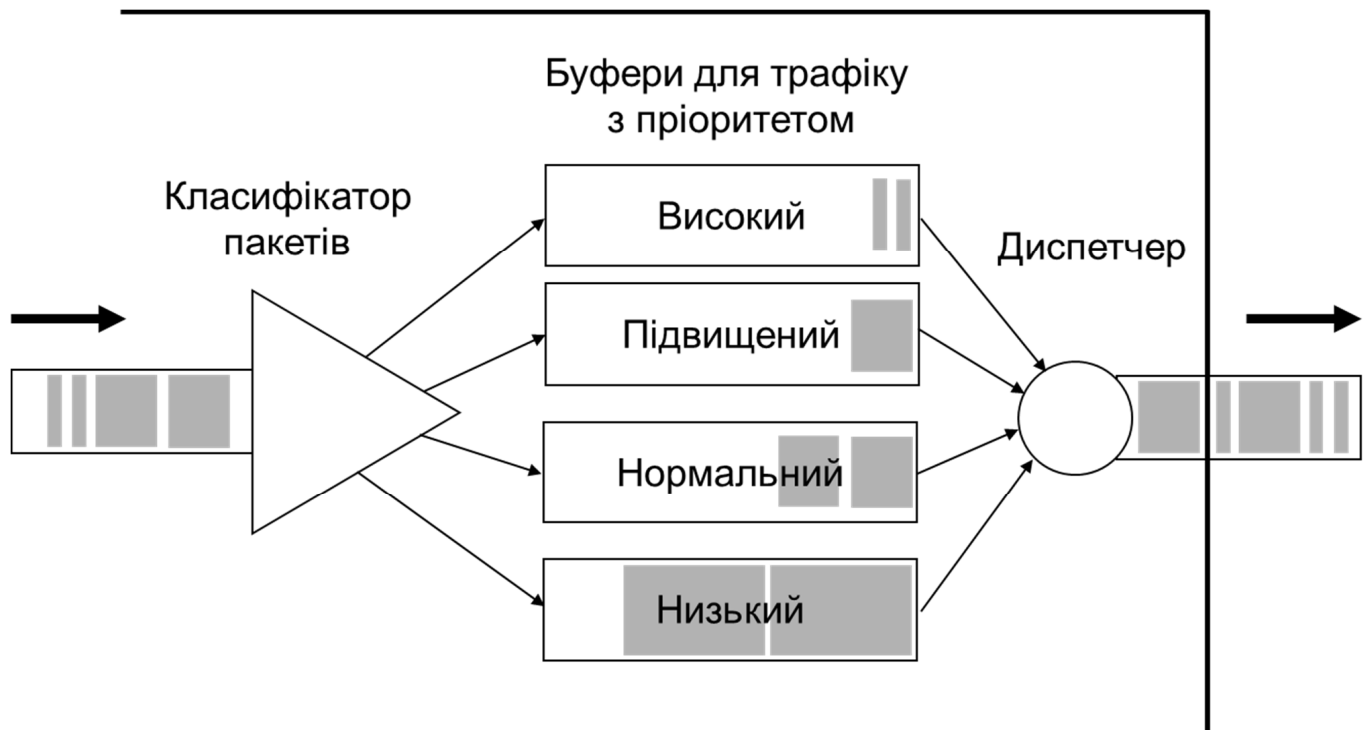 Буфери для трафіку
з пріоритетом
Класифікатор
пакетів
Високий
Диспетчер
Підвищений
Нормальний
Низький